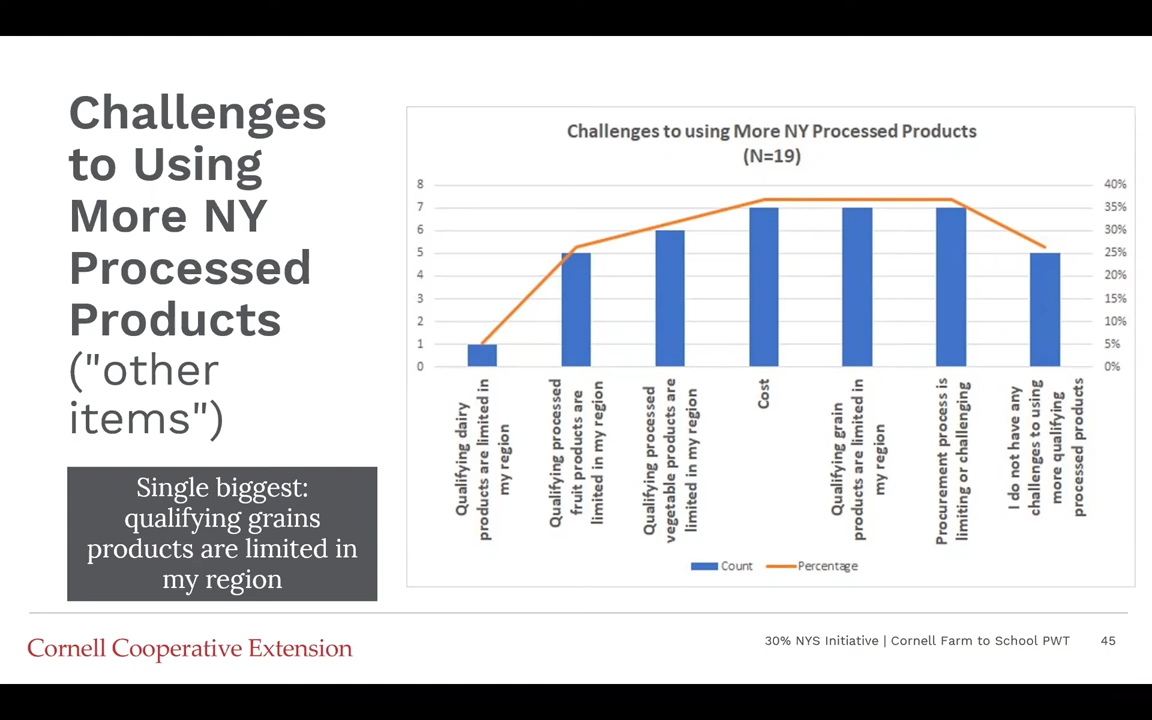 Challenges
to Using
More NY
Processed
Products
("other
items")
Single biggest:
qualifying grains
products are limited in
my region
Challenges to using More NY Processed Products
(N=19)
8
7
6
5
4
3
2
1
0
40%
35%
30%
25%
20%
15%
10%
5%
0%
Qualifying dairy
products are limited in
my region
Qualifying processed
fruit products are
limited in my region
Qualifying processed
vegetable products are
limited in my region
Cost
Qualifying grain
products are limited in
my region
Procurement process is
limiting or challenging
I do not have any
challenges to using
more qualifying
processed products
Count
Percentage
Cornell Cooperative Extension
30% NYS Initiative | Cornell Farm to School PWT
45